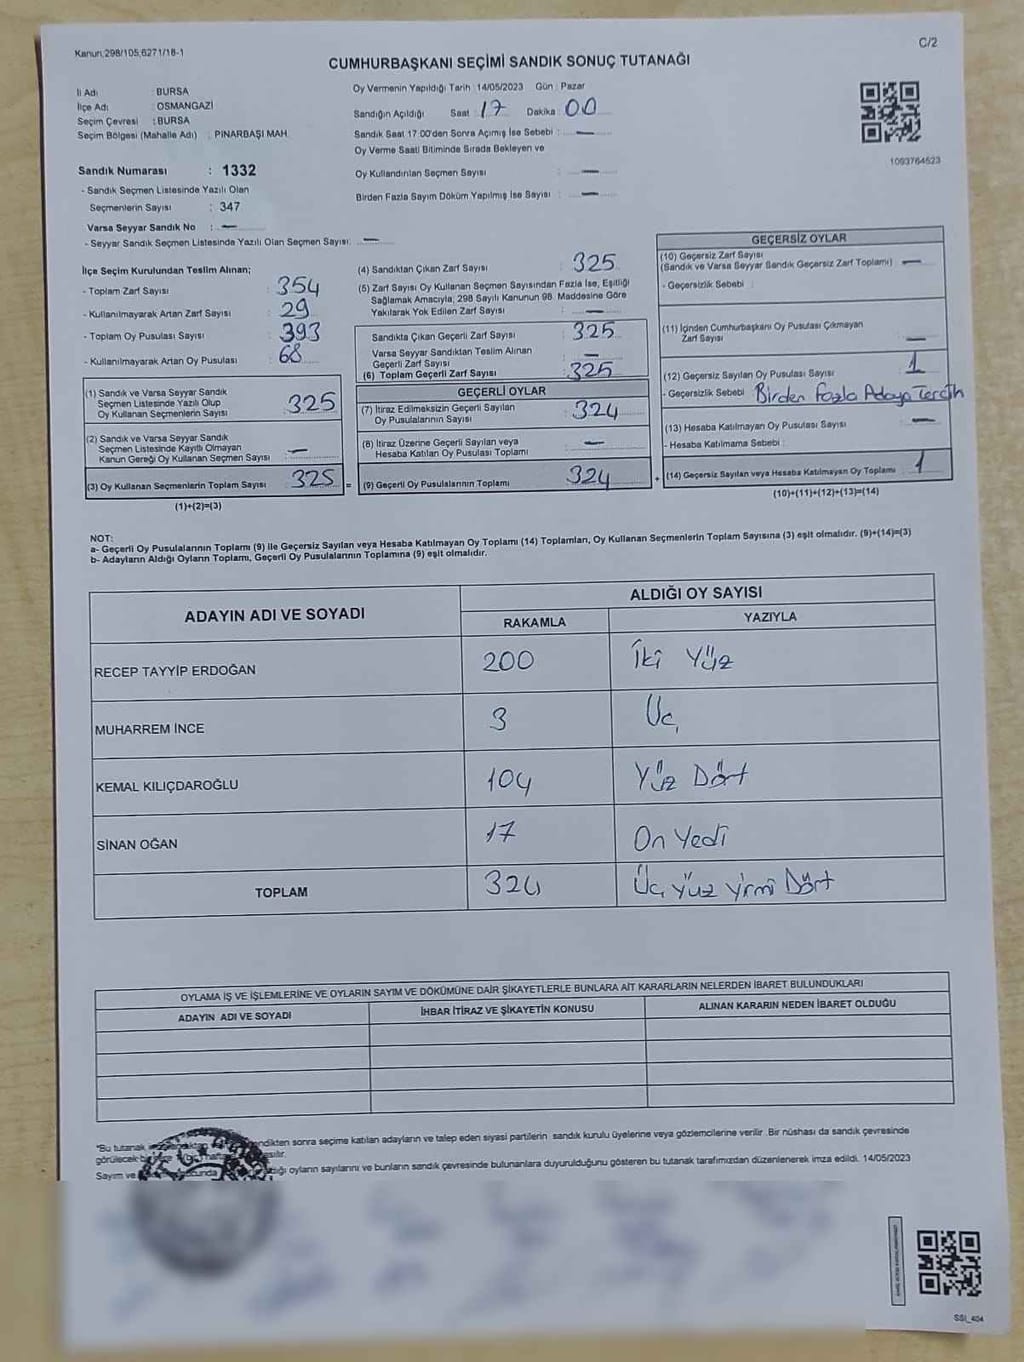 Kanun:298/105,6271/18-1
C/2
CUMHURBAŞKANI SEÇİMİ SANDIK SONUÇ TUTANAĞI
İl Adı : BURSA
İlçe Adı : OSMANGAZİ
Seçim Çevresi : BURSA
Seçim Bölgesi (Mahalle Adı) : PINARBAŞI MAH.
Sandık Numarası : 1332
- Sandık Seçmen Listesinde Yazılı Olan
Seçmenlerin Sayısı : 347
Varsa Seyyar Sandık No : —
- Seyyar Sandık Seçmen Listesinde Yazılı Olan Seçmen Sayısı: —
Oy Vermenin Yapıldığı Tarih : 14/05/2023 Gün : Pazar
Sandığın Açıldığı Saat : 17 Dakika : 00
Sandık Saat 17:00'den Sonra Açımış İse Sebebi : —
Oy Verme Saati Bitiminde Sırada Bekleyen ve
Oy Kullandırılan Seçmen Sayısı : —
Birden Fazla Sayım Döküm Yapılmış İse Sayısı : —
1093764623
İlçe Seçim Kurulundan Teslim Alınan;
- Toplam Zarf Sayısı : 354
- Kullanılmayarak Artan Zarf Sayısı : 29
- Toplam Oy Pusulası Sayısı : 393
- Kullanılmayarak Artan Oy Pusulası : 68
(1) Sandık ve Varsa Seyyar Sandık
Seçmen Listesinde Yazılı Olup
Oy Kullanan Seçmenlerin Sayısı : 325
(2) Sandık ve Varsa Seyyar Sandık
Seçmen Listesinde Kayıtlı Olmayan
Kanun Gereği Oy Kullanan Seçmen Sayısı : —
(3) Oy Kullanan Seçmenlerin Toplam Sayısı : 325 =
(1)+(2)=(3)
(4) Sandıktan Çıkan Zarf Sayısı : 325
(5) Zarf Sayısı Oy Kullanan Seçmen Sayısından Fazla İse, Eşitliği
Sağlamak Amacıyla, 298 Sayılı Kanunun 98. Maddesine Göre
Yakılarak Yok Edilen Zarf Sayısı : —
Sandıkta Çıkan Geçerli Zarf Sayısı : 325
Varsa Seyyar Sandıktan Teslim Alınan
Geçerli Zarf Sayısı : —
(6) Toplam Geçerli Zarf Sayısı : 325
GEÇERLİ OYLAR
(7) İtiraz Edilmeksizin Geçerli Sayılan
Oy Pusulasının Sayısı : 324
(8) İtiraz Üzerine Geçerli Sayılan veya
Hesaba Katılan Oy Pusulası Toplamı : —
(9) Geçerli Oy Pusulalarının Toplamı : 324 +
GEÇERSİZ OYLAR
(10) Geçersiz Zarf Sayısı
(Sandık ve Varsa Seyyar Sandık Geçersiz Zarf Toplamı) —
- Geçersizlik Sebebi :
(11) İçinden Cumhurbaşkanı Oy Pusulası Çıkmayan
Zarf Sayısı : —
(12) Geçersiz Sayılan Oy Pusulası Sayısı : 1
- Geçersizlik Sebebi : Birden fazla Adaya Tercih
(13) Hesaba Katılmayan Oy Pusulası Sayısı : —
- Hesaba Katılmama Sebebi :
(14) Geçersiz Sayılan veya Hesaba Katılmayan Oy Toplamı : 1
(10)+(11)+(12)+(13)=(14)
NOT:
a- Geçerli Oy Pusulalarının Toplamı (9) ile Geçersiz Sayılan veya Hesaba Katılmayan Oy Toplamı (14) Toplamları, Oy Kullanan Seçmenlerin Toplam Sayısına (3) eşit olmalıdır. (9)+(14)=(3)
b- Adayların Aldığı Oyların Toplamı, Geçerli Oy Pusulalarının Toplamına (9) eşit olmalıdır.
ADAYIN ADI VE SOYADI
ALDIĞI OY SAYISI
RAKAMLA YAZIYLA
RECEP TAYYİP ERDOĞAN 200 İki Yüz
MUHARREM İNCE 3 Üç
KEMAL KILIÇDAROĞLU 104 Yüz Dört
SİNAN OĞAN 17 On Yedi
TOPLAM 324 Üç Yüz Yirmi Dört
OYLAMA İŞ VE İŞLEMLERİNE VE OYLARIN SAYIM VE DÖKÜMÜNE DAİR ŞİKAYETLERLE BUNLARA AİT KARARLARIN NELERDEN İBARET BULUNDUKLARI
ADAYIN ADI VE SOYADI İHBAR İTİRAZ VE ŞİKAYETİN KONUSU ALINAN KARARIN NEDEN İBARET OLDUĞU
*Bu tutanak sonra seçime katılan adayların ve talep eden siyasi partilerin sandık kurulu üyelerine veya gözlemcilerine verilir. Bir nüshası da sandık çevresinde
görülecek
Sayım ve oyların sayılarını ve bunların sandık çevresinde bulunanlara duyurulduğunu gösteren bu tutanak tarafımızdan düzenlenerek imza edildi. 14/05/2023
SSI_404